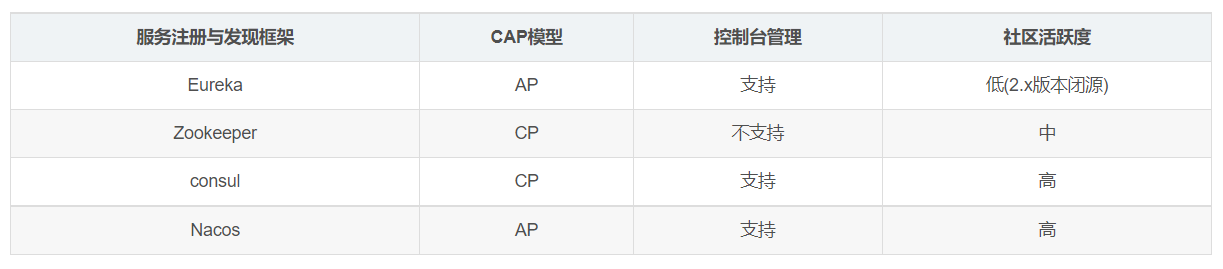 服务注册与发现框架 CAP模型 控制台管理 社区活跃度
Eureka AP 支持 低(2.x版本闭源)
Zookeeper CP 不支持 中
consul CP 支持 高
Nacos AP 支持 高